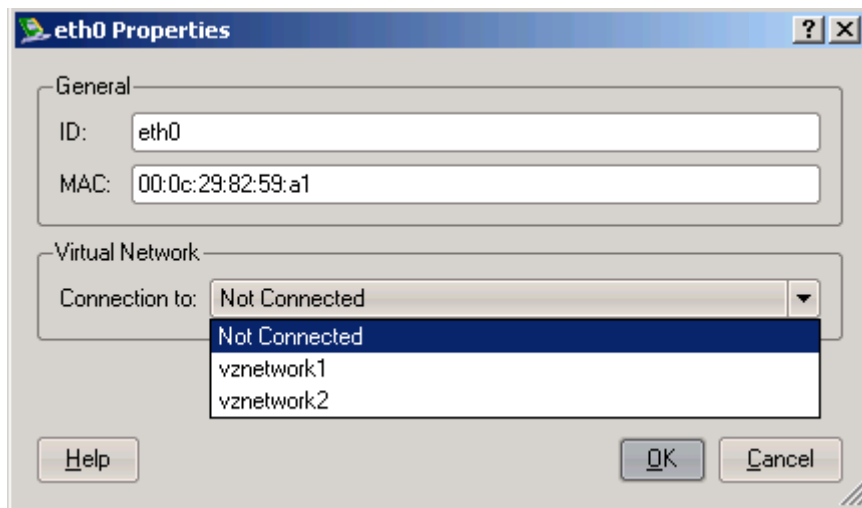 eth0 Properties
General
ID: eth0
MAC: 00:0c:29:82:59:a1
Virtual Network
Connection to: Not Connected
Not Connected
vznetwork1
vznetwork2
Help OK Cancel